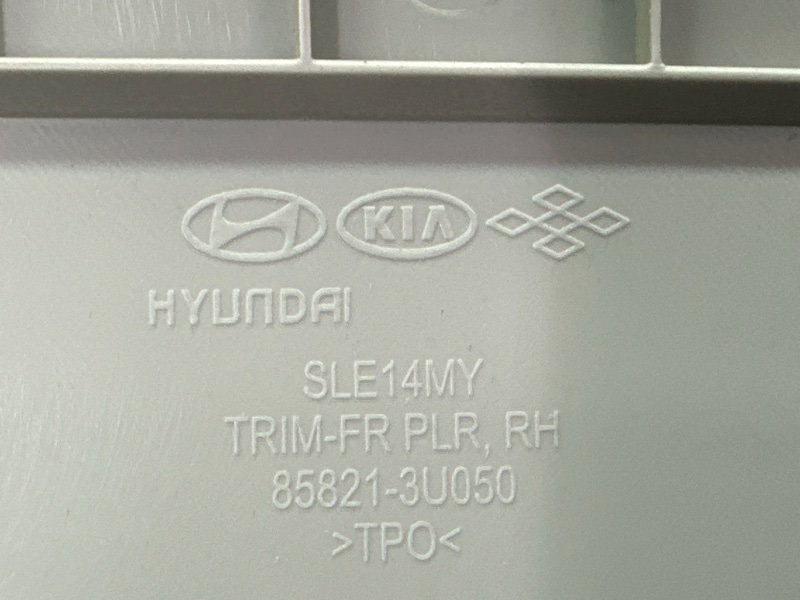 KIA
HYUNDAI
SLE14MY
TRIM-FR PLR, RH
85821-3U050
>TPO<